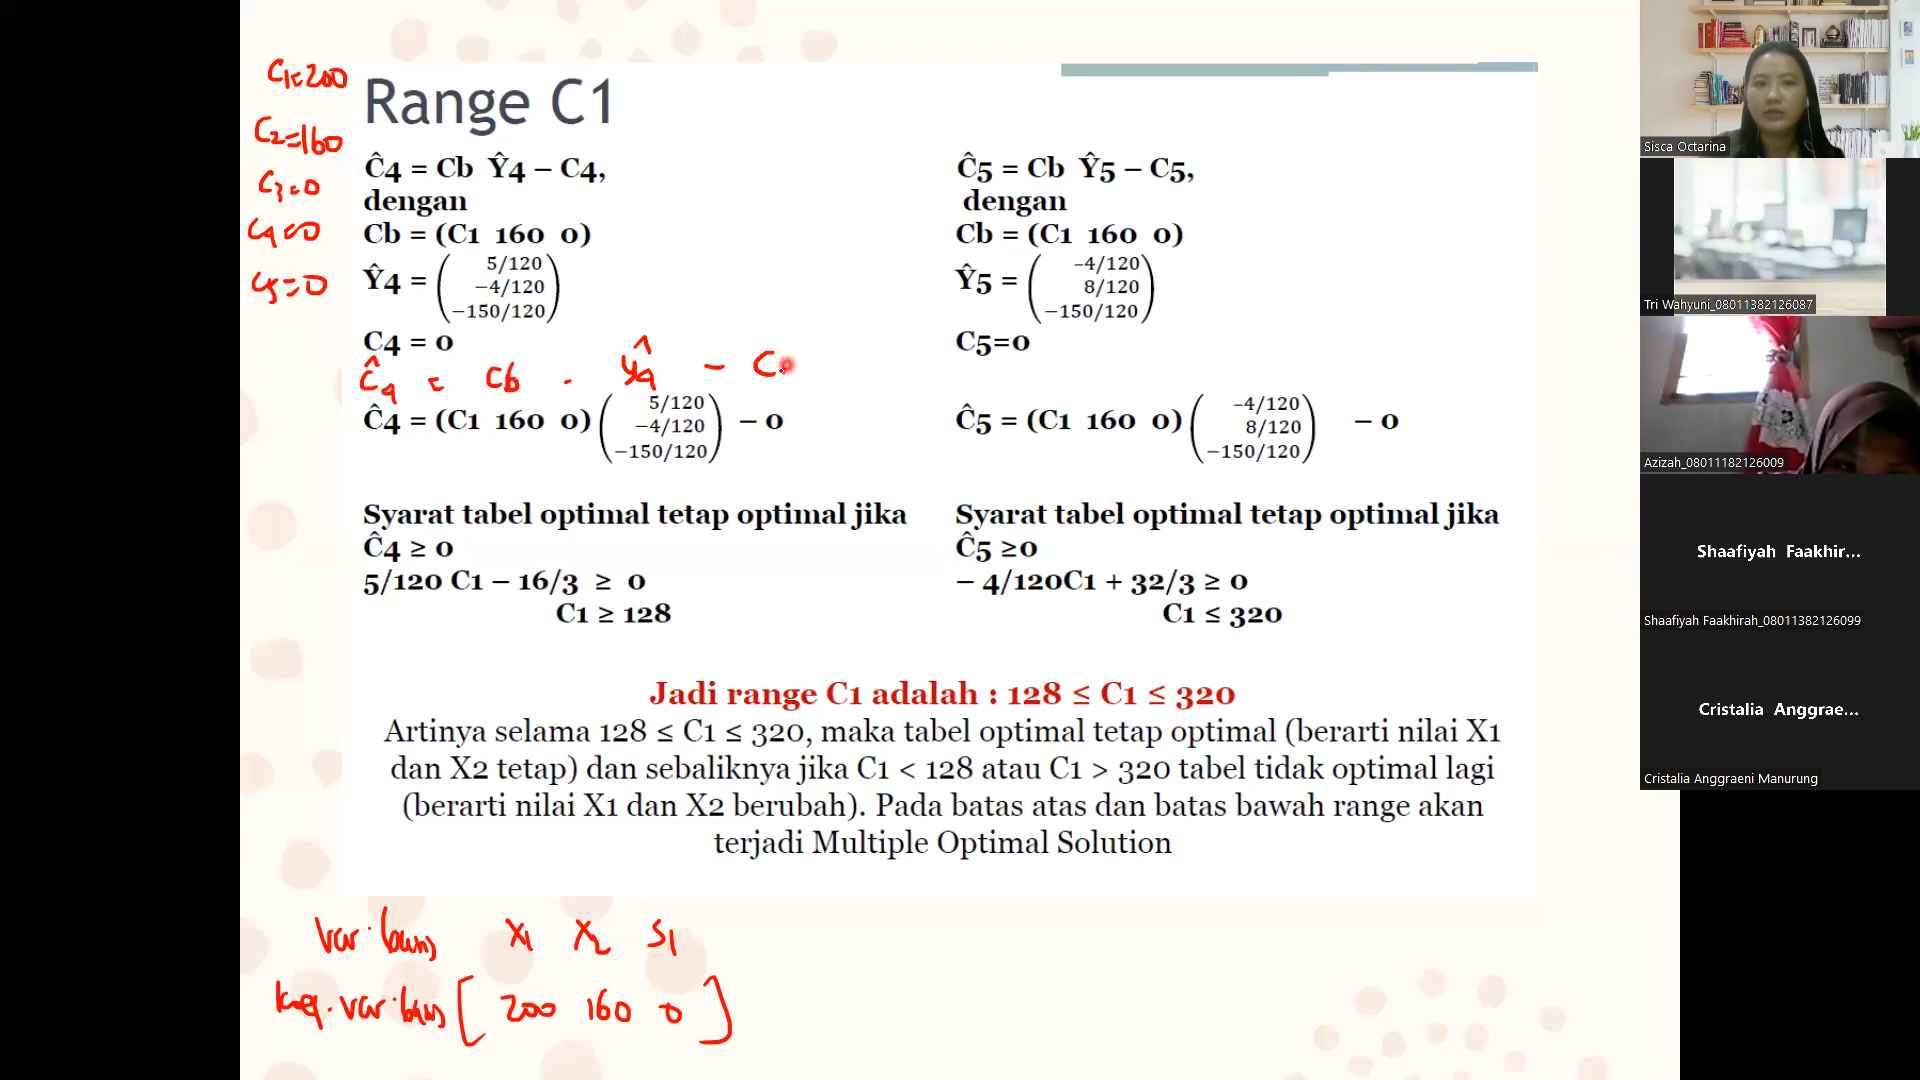 C1=200
C2=160
C3=0
C4=0
C5=0
Range C1
Ĉ4 = Cb Ŷ4 – C4,
dengan
Cb = (C1 160 0)
Ŷ4 = ( 5/120
−4/120
−150/120 )
C4 = 0
Ĉ4 = Cb . Ŷ4 – C
Ĉ4 = (C1 160 0) ( 5/120
−4/120
−150/120 ) – 0
Syarat tabel optimal tetap optimal jika
Ĉ4 ≥ 0
5/120 C1 – 16/3 ≥ 0
C1 ≥ 128
Ĉ5 = Cb Ŷ5 – C5,
dengan
Cb = (C1 160 0)
Ŷ5 = ( −4/120
8/120
−150/120 )
C5=0
Ĉ5 = (C1 160 0) ( −4/120
8/120
−150/120 ) – 0
Syarat tabel optimal tetap optimal jika
Ĉ5 ≥0
– 4/120C1 + 32/3 ≥ 0
C1 ≤ 320
Jadi range C1 adalah : 128 ≤ C1 ≤ 320
Artinya selama 128 ≤ C1 ≤ 320, maka tabel optimal tetap optimal (berarti nilai X1
dan X2 tetap) dan sebaliknya jika C1 < 128 atau C1 > 320 tabel tidak optimal lagi
(berarti nilai X1 dan X2 berubah). Pada batas atas dan batas bawah range akan
terjadi Multiple Optimal Solution
var. basis X1 X2 S1
koef. var. basis [ 200 160 0 ]
Sisca Octarina
Tri Wahyuni_08011382126087
Azizah_08011182126009
Shaafiyah Faakhir...
Shaafiyah Faakhirah_08011382126099
Cristalia Anggrae...
Cristalia Anggraeni Manurung